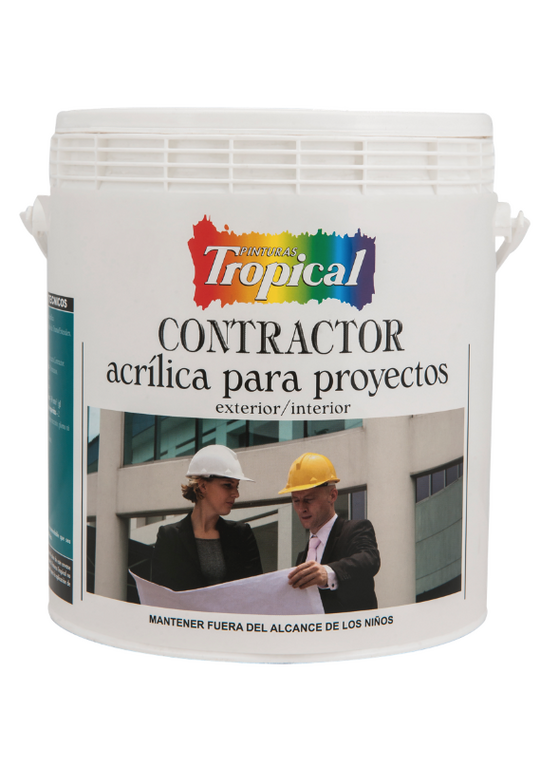 PINTURAS
Tropical
CONTRACTOR
acrílica para proyectos
exterior/interior
MANTENER FUERA DEL ALCANCE DE LOS NIÑOS